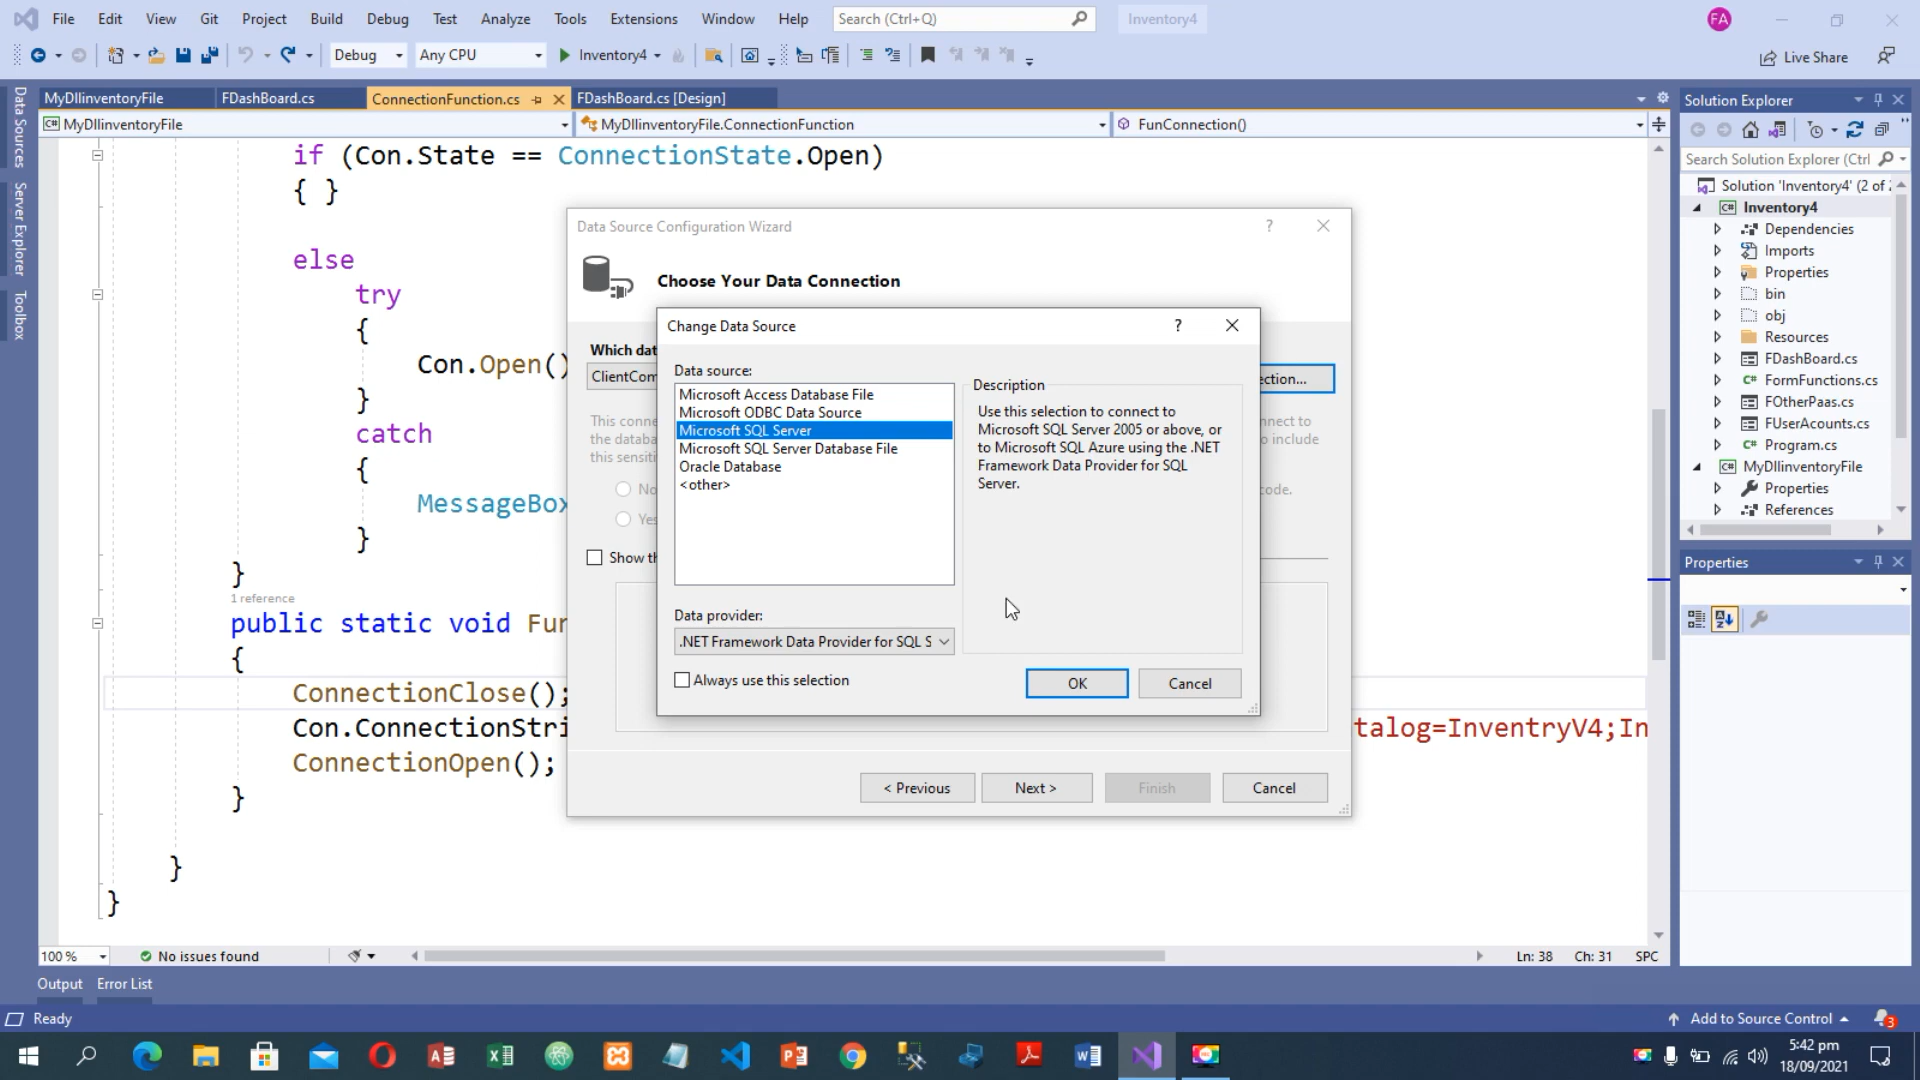 File Edit View Git Project Build Debug Test Analyze Tools Extensions Window Help Search (Ctrl+Q) Inventory4 FA
Debug Any CPU Inventory4 Live Share
MyDllinventoryFile FDashBoard.cs ConnectionFunction.cs FDashBoard.cs [Design]
MyDllinventoryFile MyDllinventoryFile.ConnectionFunction FunConnection()
Data Sources
Server Explorer
Toolbox
if (Con.State == ConnectionState.Open)
{ }
else
try
{
Con.Open()
}
catch
{
MessageBox
}
}
1 reference
public static void Fun
{
ConnectionClose();
Con.ConnectionStri
talog=InventryV4;In
ConnectionOpen();
}
}
}
Data Source Configuration Wizard ?
Choose Your Data Connection
Which dat
ClientCom
ection...
This conne
nnect to
the databa
to include
this sensiti
No
code.
Yes
Show th
< Previous Next > Finish Cancel
Change Data Source ?
Data source:
Microsoft Access Database File
Microsoft ODBC Data Source
Microsoft SQL Server
Microsoft SQL Server Database File
Oracle Database
<other>
Description
Use this selection to connect to
Microsoft SQL Server 2005 or above, or
to Microsoft SQL Azure using the .NET
Framework Data Provider for SQL
Server.
Data provider:
.NET Framework Data Provider for SQL S
Always use this selection
OK Cancel
Solution Explorer
Search Solution Explorer (Ctrl
Solution 'Inventory4' (2 of 2
C# Inventory4
Dependencies
Imports
Properties
bin
obj
Resources
FDashBoard.cs
C# FormFunctions.cs
FOtherPaas.cs
FUserAcounts.cs
C# Program.cs
C# MyDllinventoryFile
Properties
References
Properties
100 % No issues found Ln: 38 Ch: 31 SPC
Output Error List
Ready Add to Source Control 3
5:42 pm
18/09/2021